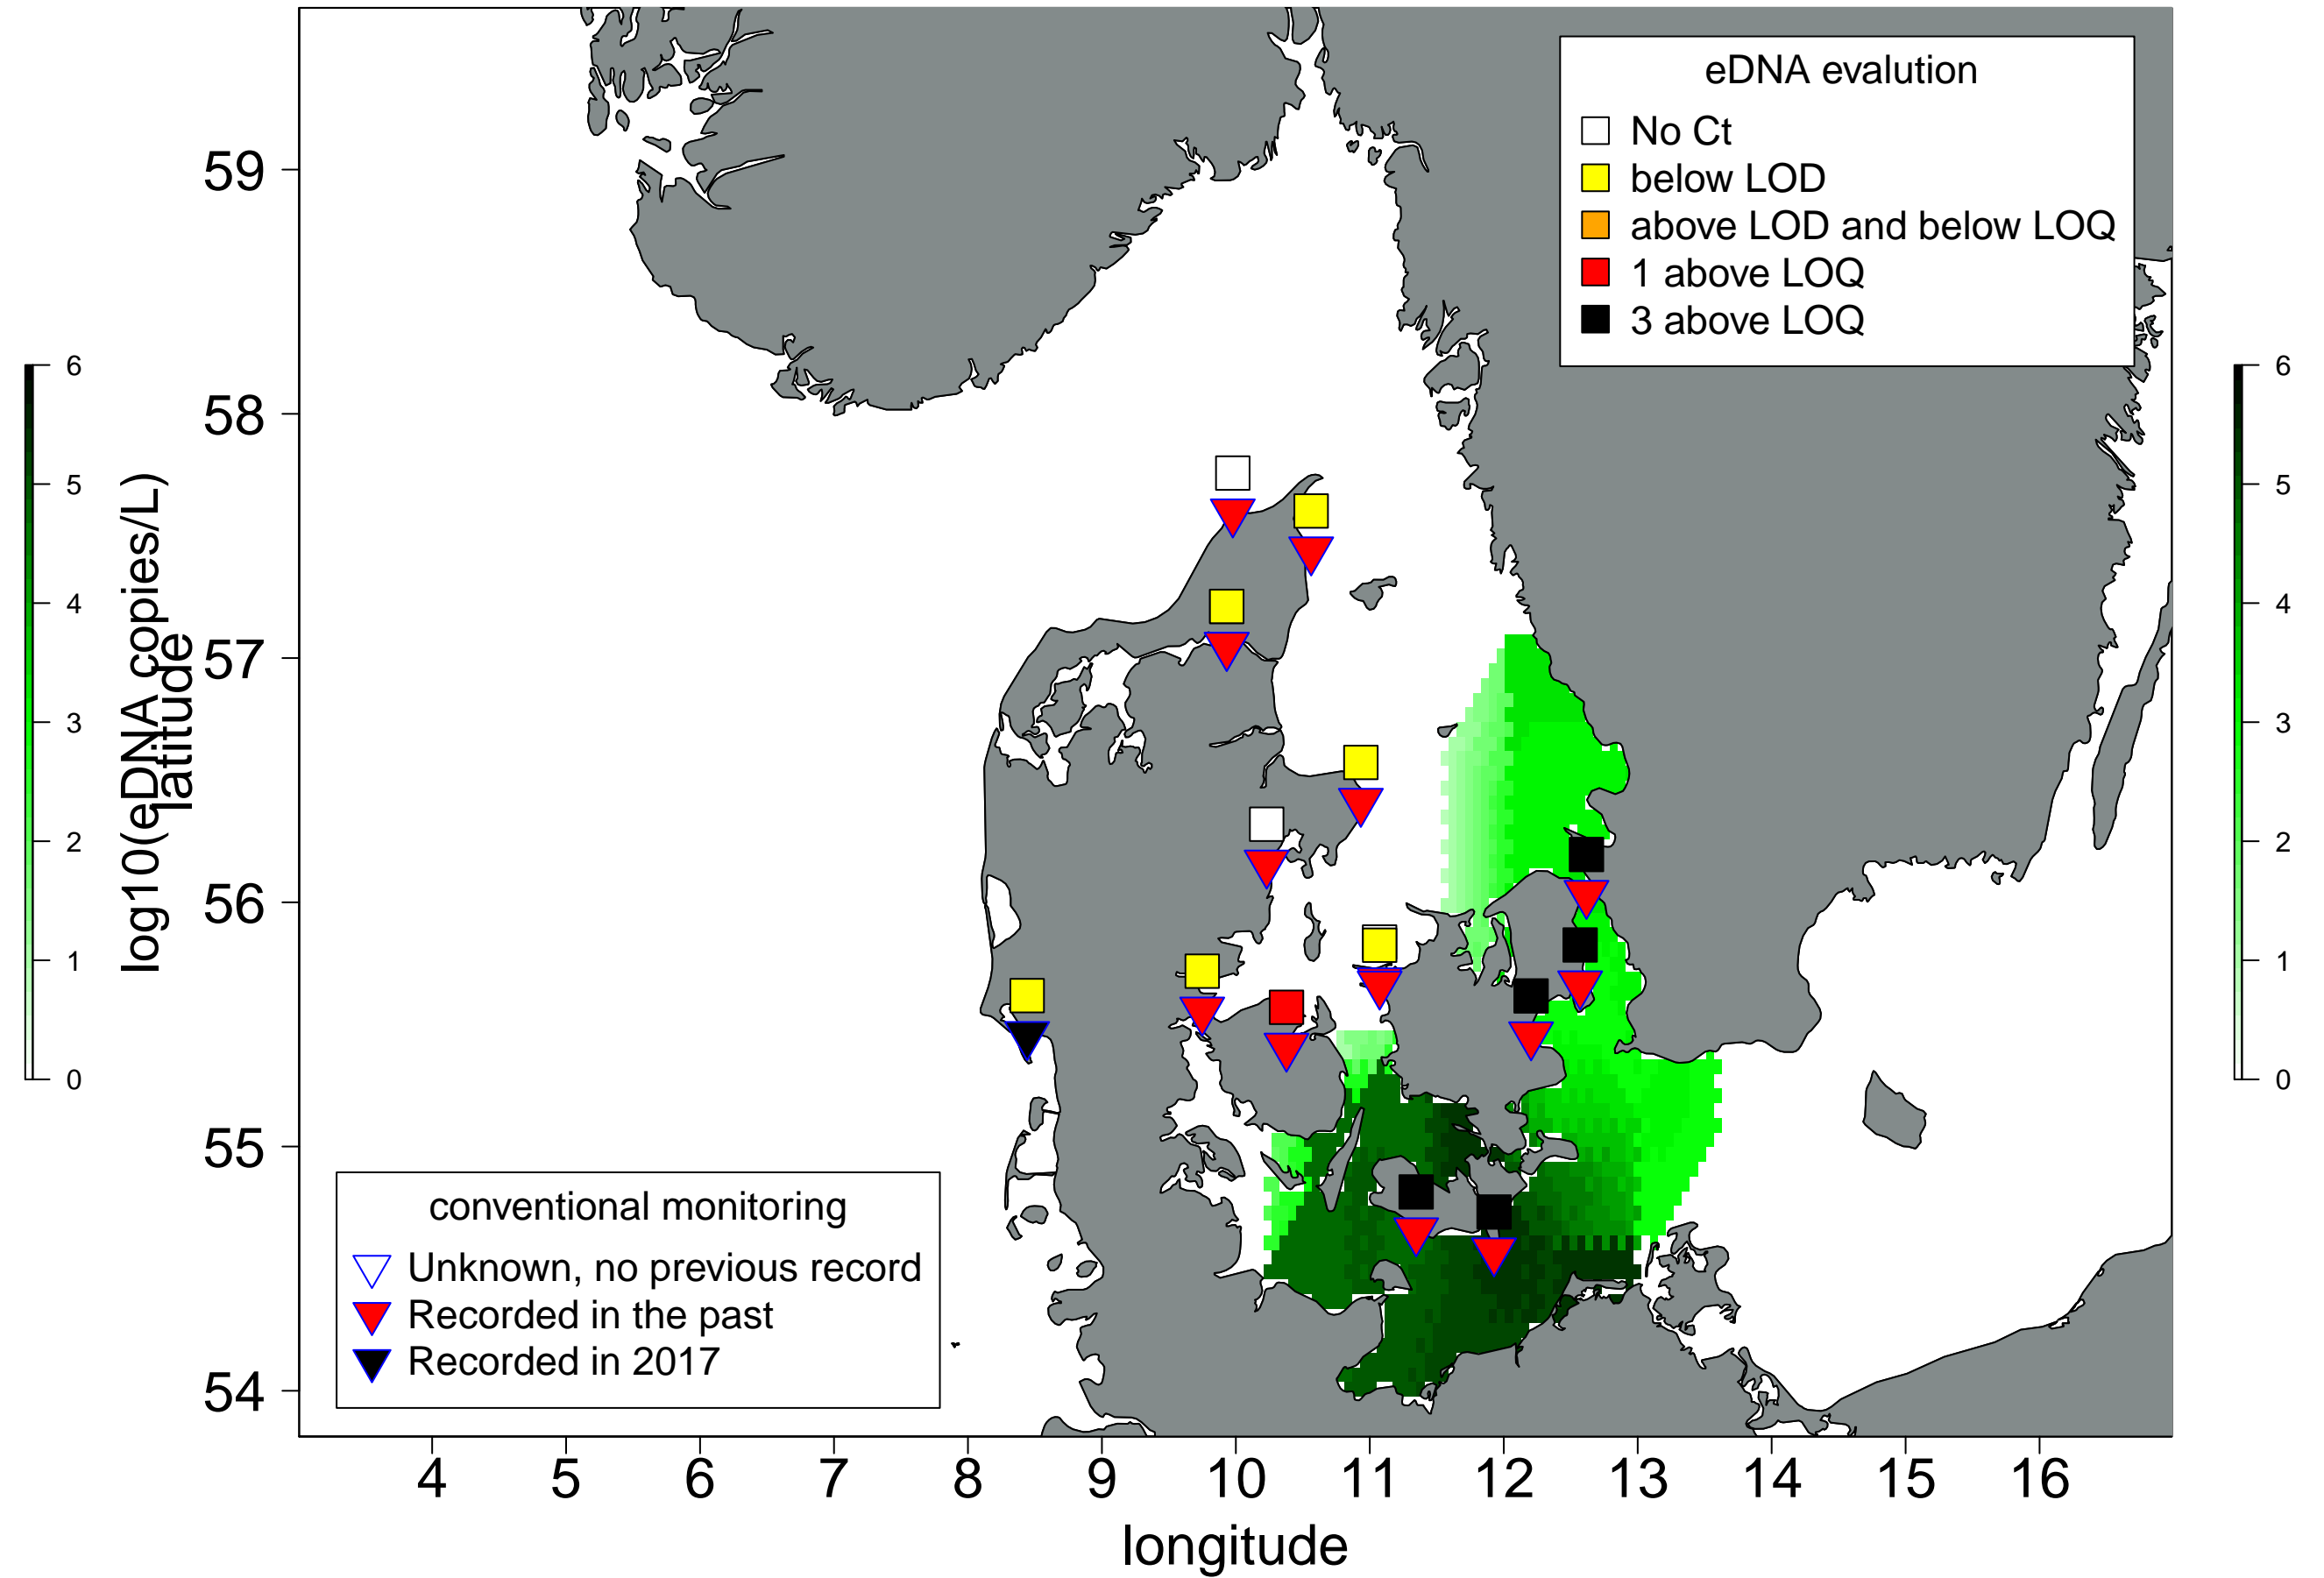 eDNA evalution
No Ct
below LOD
above LOD and below LOQ
1 above LOQ
3 above LOQ
59
58
57
56
55
54
latitude
log10(eDNA copies/L)
6
5
4
3
2
1
0
6
5
4
3
2
1
0
conventional monitoring
Unknown, no previous record
Recorded in the past
Recorded in 2017
4 5 6 7 8 9 10 11 12 13 14 15 16
longitude